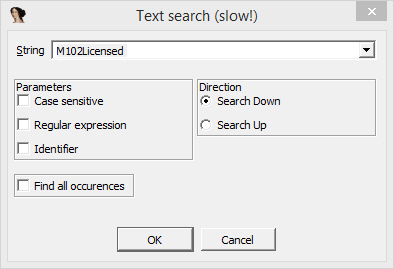 Text search (slow!)
String M102Licensed
Parameters
Case sensitive
Regular expression
Identifier
Direction
Search Down
Search Up
Find all occurences
OK Cancel